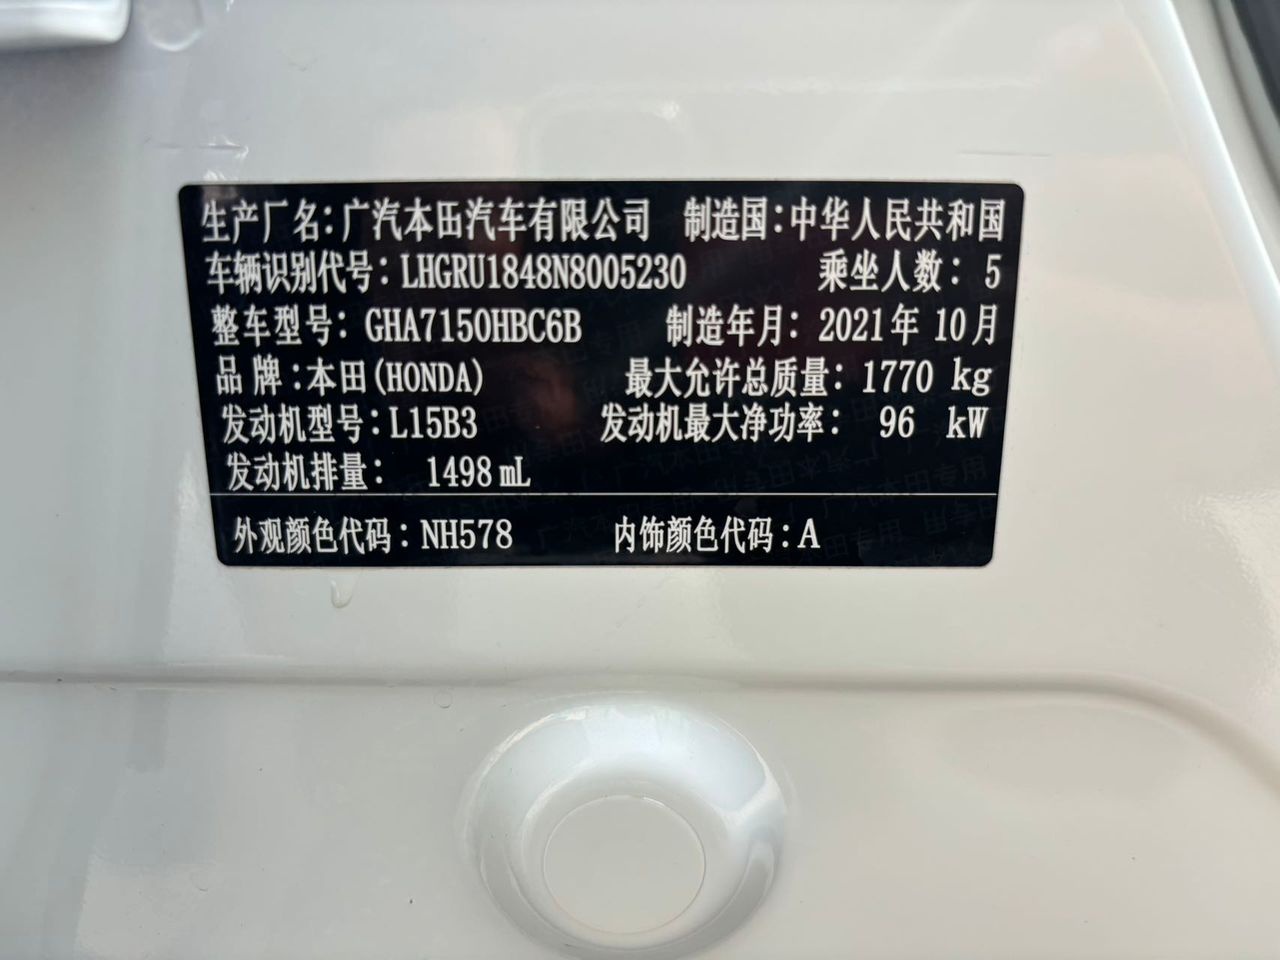 生产厂名:广汽本田汽车有限公司 制造国:中华人民共和国
车辆识别代号:LHGRU1848N8005230 乘坐人数: 5
整车型号: GHA7150HBC6B 制造年月: 2021年 10月
品 牌:本田(HONDA) 最大允许总质量: 1770 kg
发动机型号:L15B3 发动机最大净功率: 96 kW
发动机排量: 1498 mL
外观颜色代码:NH578 内饰颜色代码:A